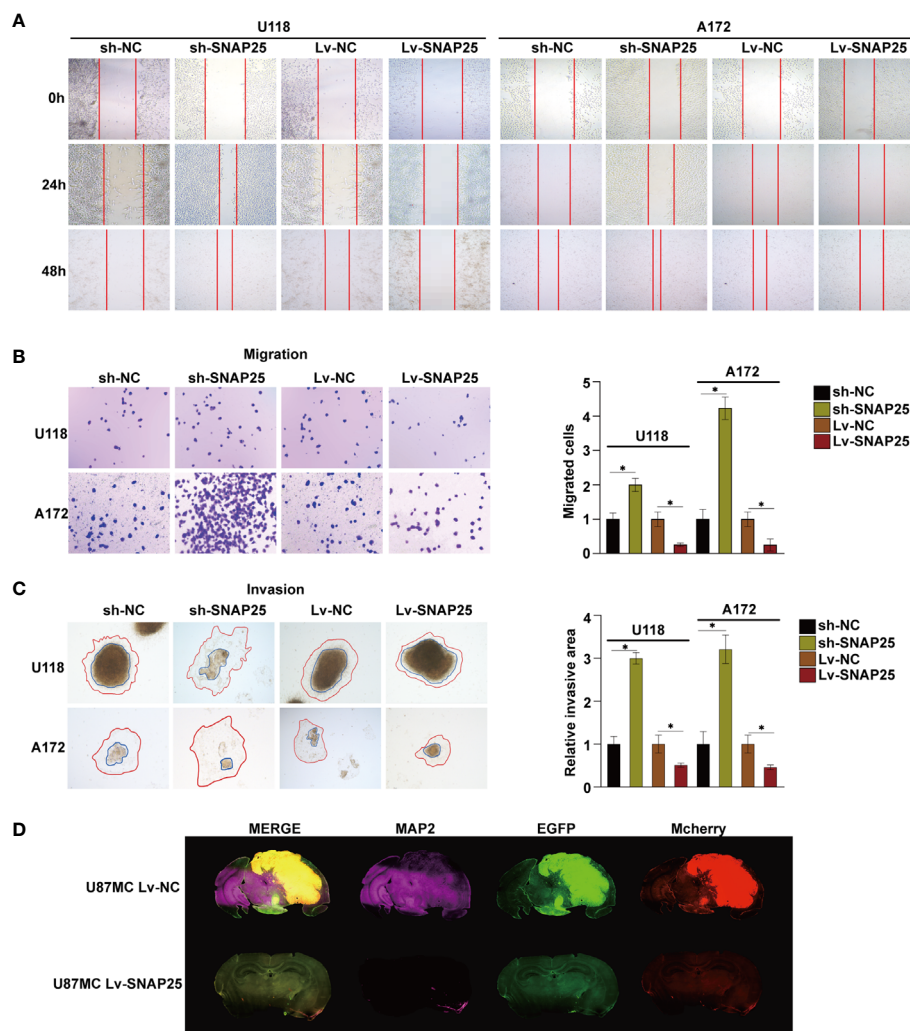 A
U118
A172
sh-NC sh-SNAP25 Lv-NC Lv-SNAP25 sh-NC sh-SNAP25 Lv-NC Lv-SNAP25
0h
24h
48h
B
Migration
sh-NC sh-SNAP25 Lv-NC Lv-SNAP25
U118
A172
Migrated cells
5
4
3
2
1
0
U118
A172
*
*
*
*
sh-NC
sh-SNAP25
Lv-NC
Lv-SNAP25
C
Invasion
sh-NC sh-SNAP25 Lv-NC Lv-SNAP25
U118
A172
Relative invasive area
4
3
1
0
U118
A172
*
*
*
*
sh-NC
sh-SNAP25
Lv-NC
Lv-SNAP25
D
MERGE MAP2 EGFP Mcherry
U87MC Lv-NC
U87MC Lv-SNAP25